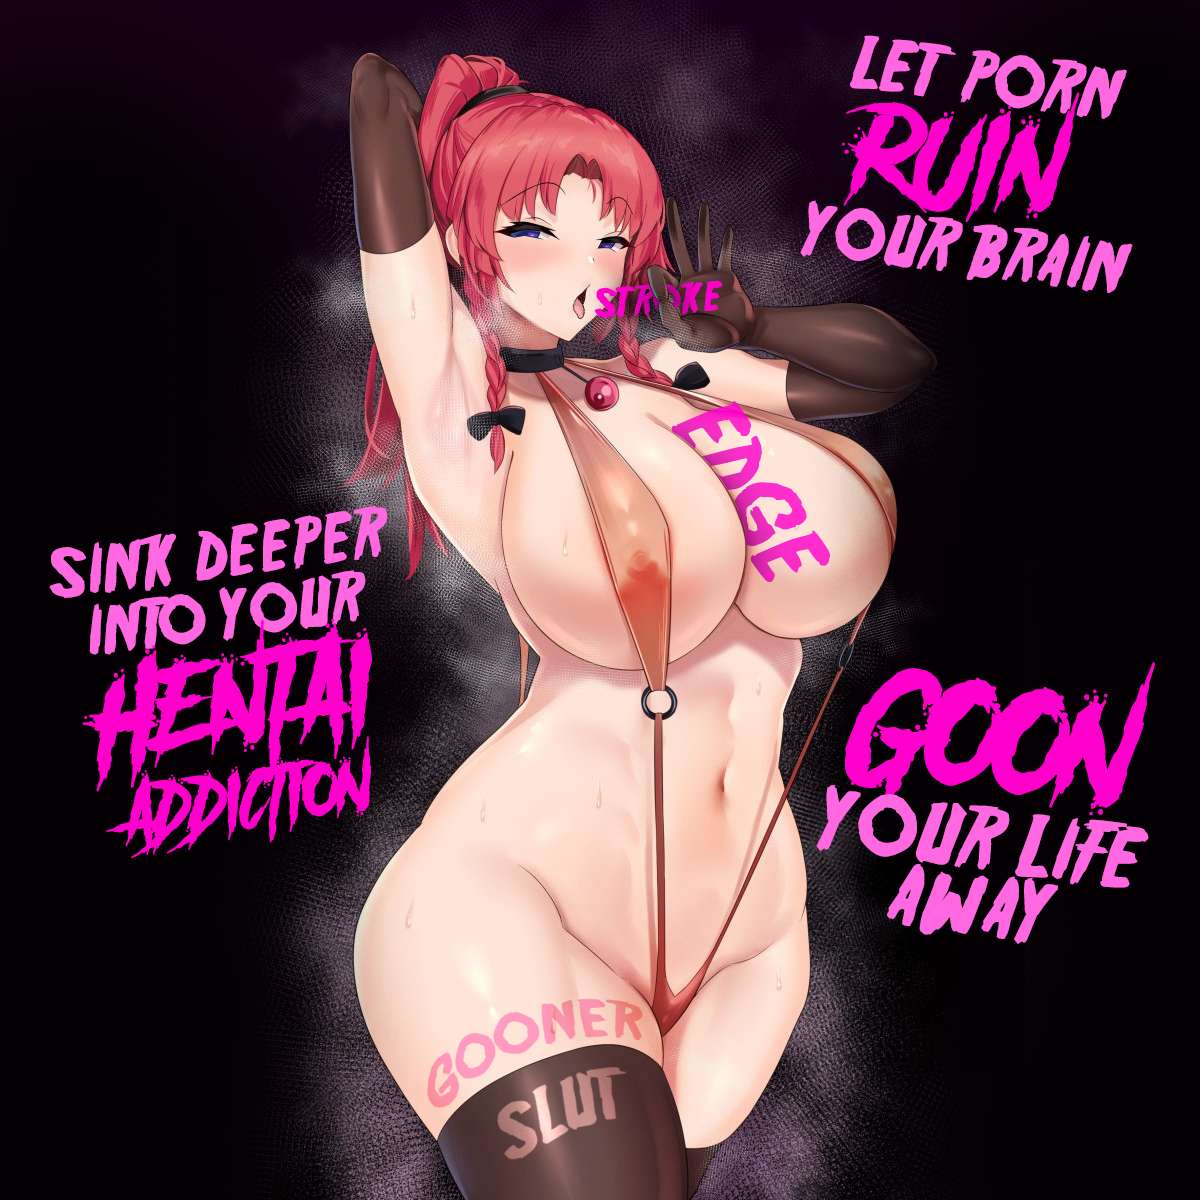 LET PORN
RUIN
YOUR BRAIN
STROKE
EDGE
SINK DEEPER
INTO YOUR
HENTAI
ADDICTION
GOON
YOUR LIFE
AWAY
GOONER
SLUT